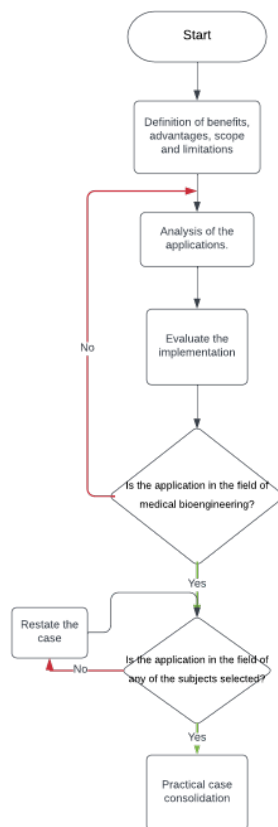 Start
Definition of benefits,
advantages, scope
and limitations
Analysis of the
applications.
Evaluate the
implementation
No
Is the application in the field of
medical bioengineering?
Yes
Restate the
case
Is the application in the field of
any of the subjects selected?
No
Yes
Practical case
consolidation